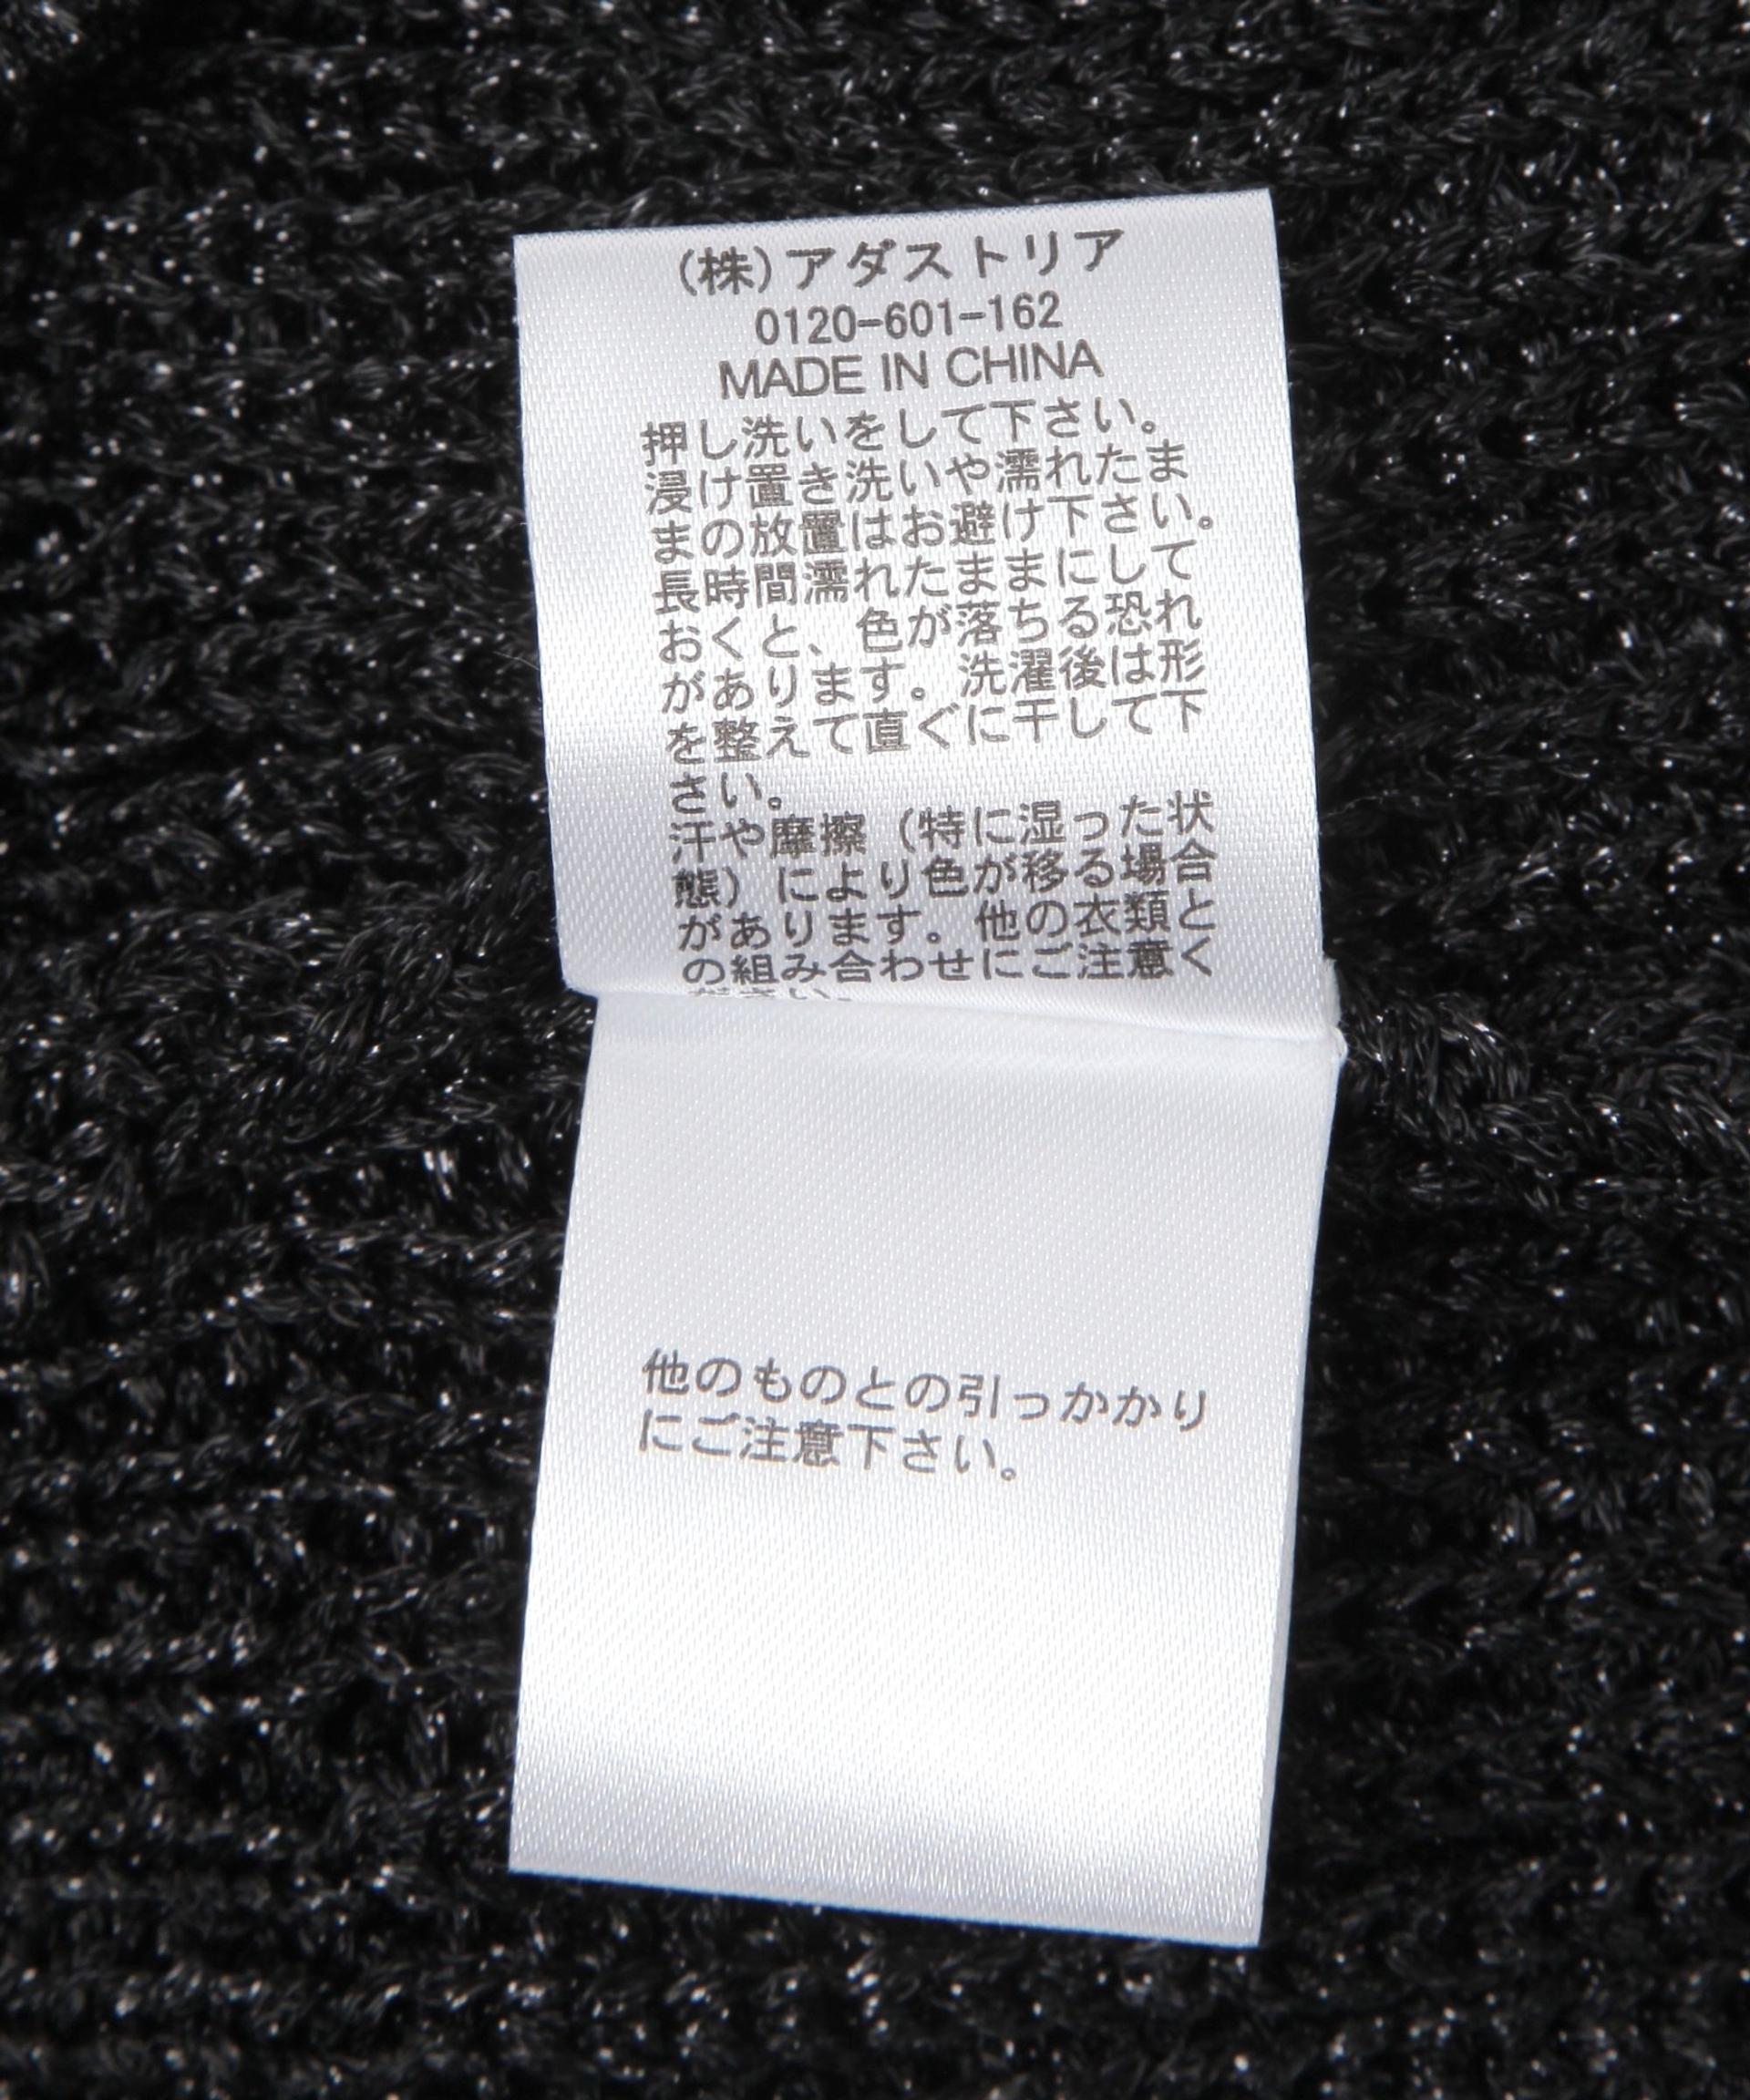 (株)アダストリア
0120-601-162
MADE IN CHINA
押し洗いをして下さい。
浸け置き洗いや濡れたま
まの放置はお避け下さい。
長時間濡れたままにして
おくと、色が落ちる恐れ
があります。洗濯後は形
を整えて直ぐに干して下
さい。
汗や摩擦（特に湿った状
態）により色が移る場合
があります。他の衣類と
の組み合わせにご注意く
ださい。
他のものとの引っかかり
にご注意下さい。